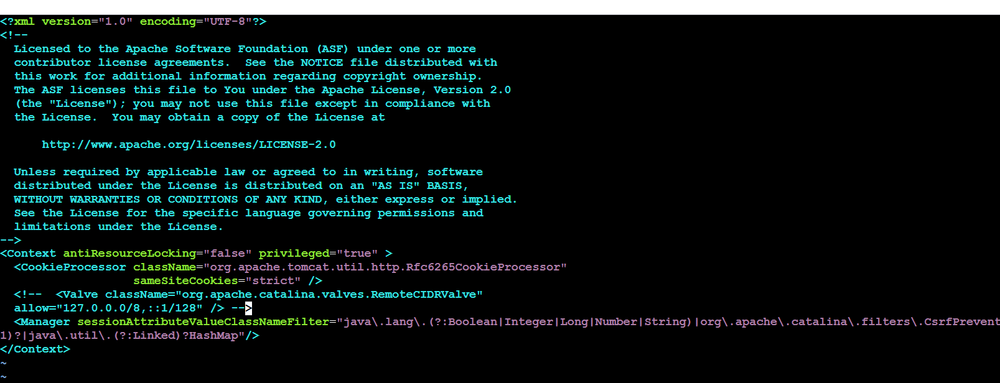 <?xml version="1.0" encoding="UTF-8"?>
<!--
  Licensed to the Apache Software Foundation (ASF) under one or more
  contributor license agreements.  See the NOTICE file distributed with
  this work for additional information regarding copyright ownership.
  The ASF licenses this file to You under the Apache License, Version 2.0
  (the "License"); you may not use this file except in compliance with
  the License.  You may obtain a copy of the License at

      http://www.apache.org/licenses/LICENSE-2.0

  Unless required by applicable law or agreed to in writing, software
  distributed under the License is distributed on an "AS IS" BASIS,
  WITHOUT WARRANTIES OR CONDITIONS OF ANY KIND, either express or implied.
  See the License for the specific language governing permissions and
  limitations under the License.
-->
<Context antiResourceLocking="false" privileged="true" >
  <CookieProcessor className="org.apache.tomcat.util.http.Rfc6265CookieProcessor"
                   sameSiteCookies="strict" />
  <!--  <Valve className="org.apache.catalina.valves.RemoteCIDRValve"
  allow="127.0.0.0/8,::1/128" /> -->
  <Manager sessionAttributeValueClassNameFilter="java\.lang\.(?:Boolean|Integer|Long|Number|String)|org\.apache\.catalina\.filters\.CsrfPrevent
1)?|java\.util\.(?:Linked)?HashMap"/>
</Context>
~
~